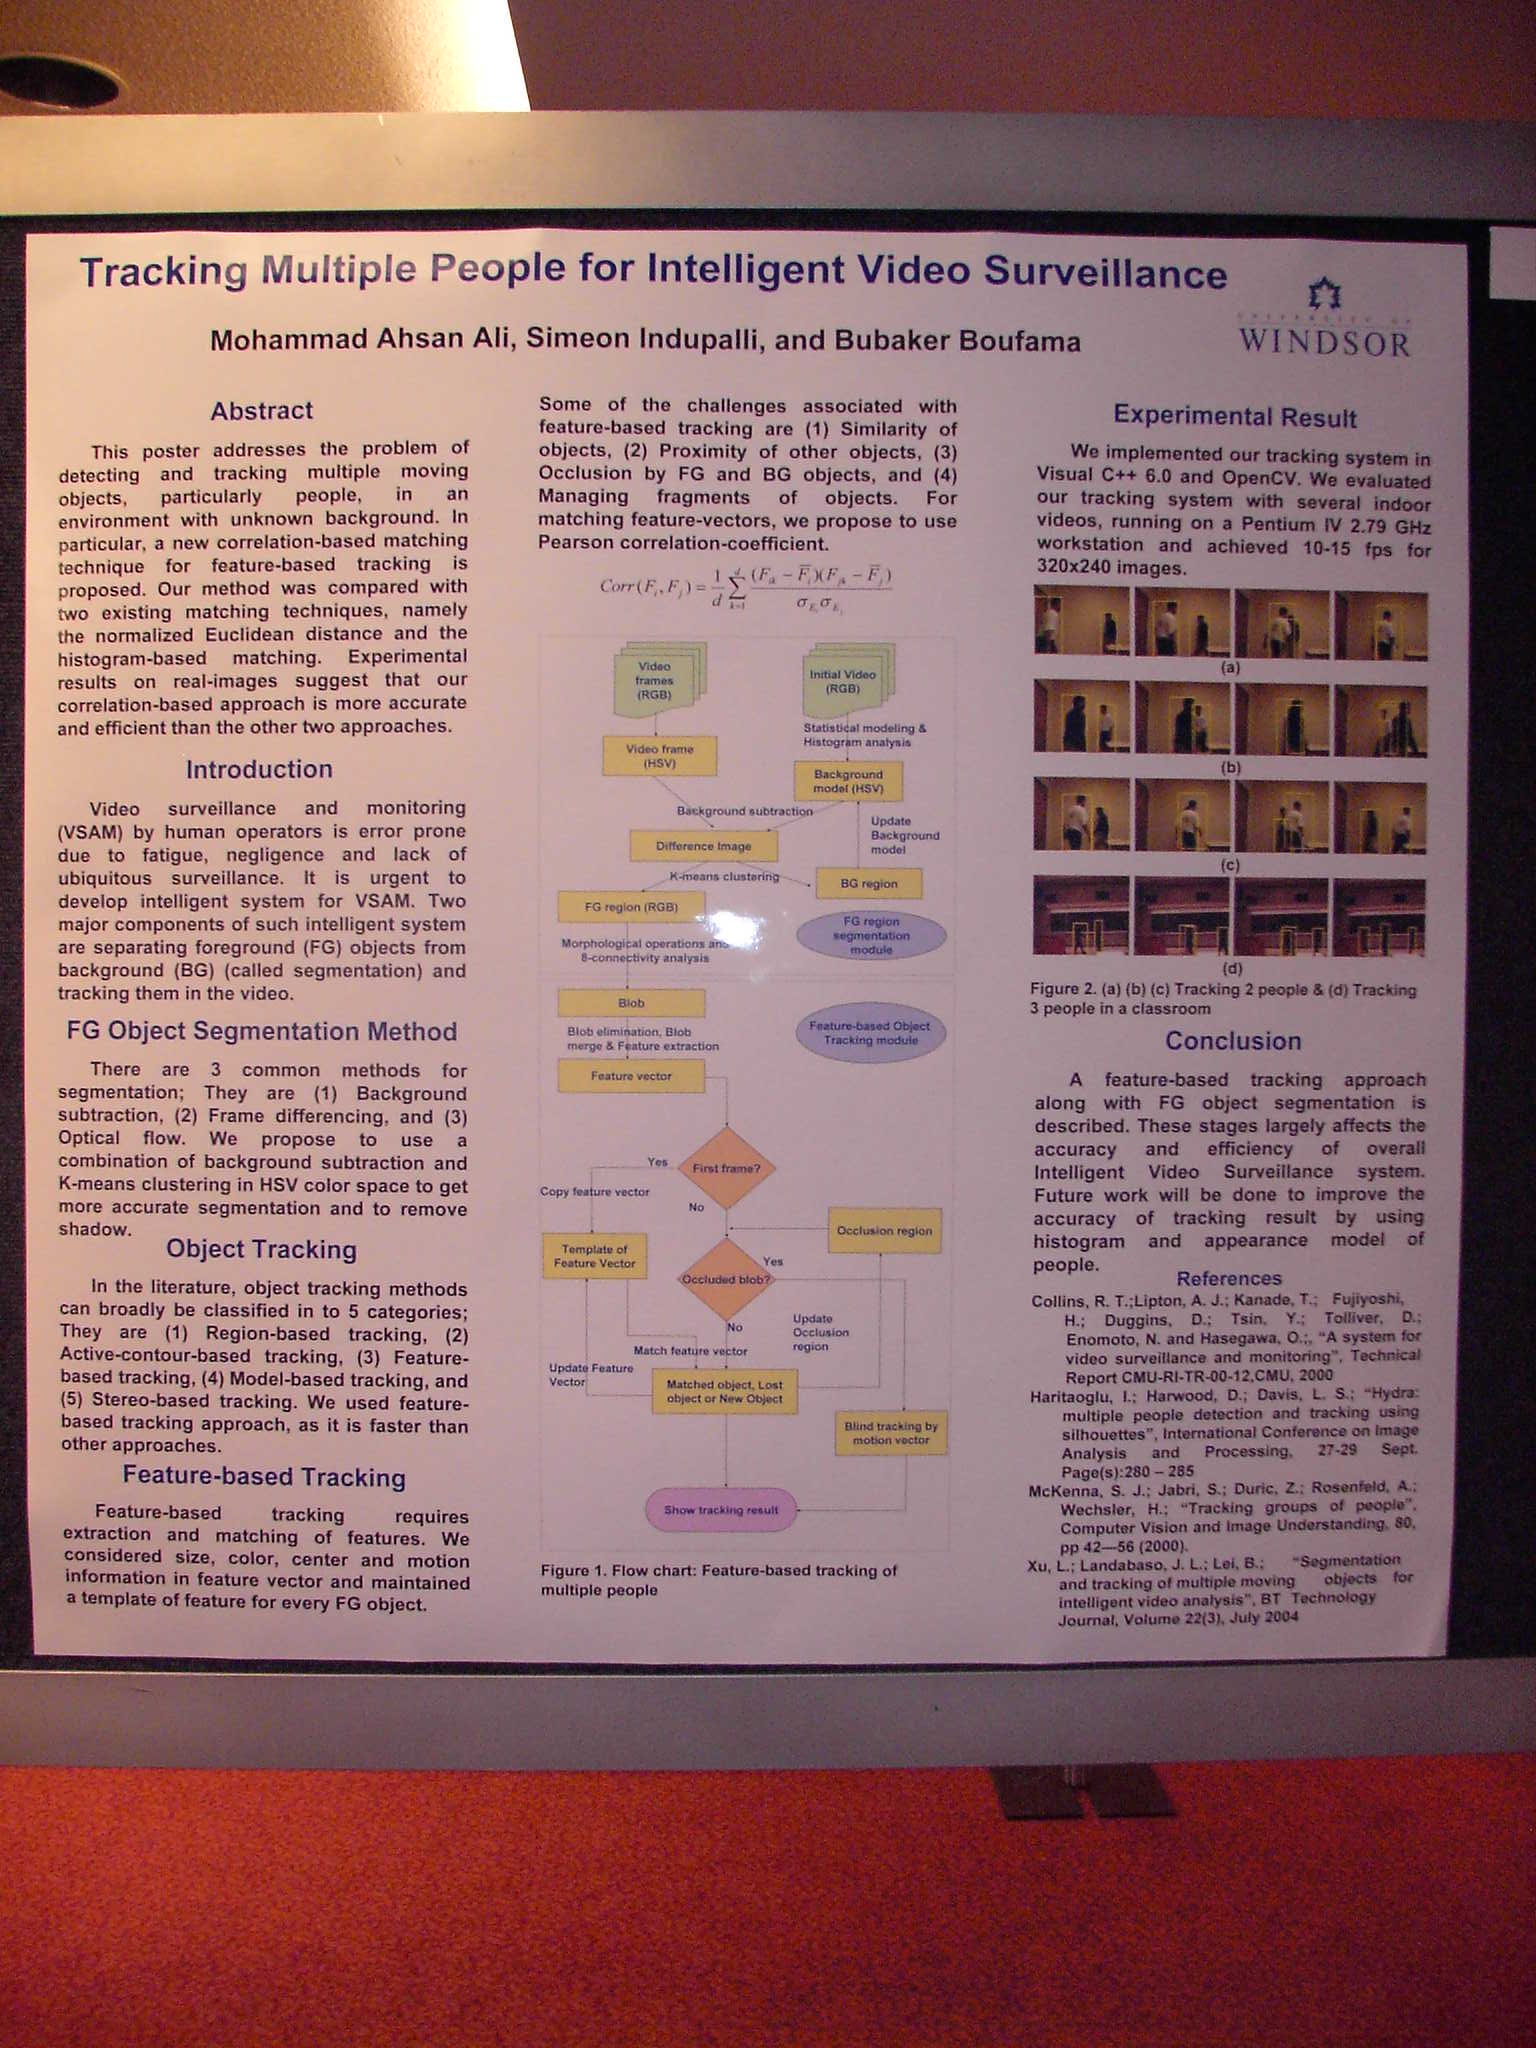 Tracking Multiple People for Intelligent Video Surveillance
Mohammad Ahsan Ali, Simeon Indupalli, and Bubaker Boufama
UNIVERSITY OF
WINDSOR
Abstract
This poster addresses the problem of
detecting and tracking multiple moving
objects, particularly people, in an
environment with unknown background. In
particular, a new correlation-based matching
technique for feature-based tracking is
proposed. Our method was compared with
two existing matching techniques, namely
the normalized Euclidean distance and the
histogram-based matching. Experimental
results on real-images suggest that our
correlation-based approach is more accurate
and efficient than the other two approaches.
Introduction
Video surveillance and monitoring
(VSAM) by human operators is error prone
due to fatigue, negligence and lack of
ubiquitous surveillance. It is urgent to
develop intelligent system for VSAM. Two
major components of such intelligent system
are separating foreground (FG) objects from
background (BG) (called segmentation) and
tracking them in the video.
FG Object Segmentation Method
There are 3 common methods for
segmentation; They are (1) Background
subtraction, (2) Frame differencing, and (3)
Optical flow. We propose to use a
combination of background subtraction and
K-means clustering in HSV color space to get
more accurate segmentation and to remove
shadow.
Object Tracking
In the literature, object tracking methods
can broadly be classified in to 5 categories;
They are (1) Region-based tracking, (2)
Active-contour-based tracking, (3) Feature-
based tracking, (4) Model-based tracking, and
(5) Stereo-based tracking. We used feature-
based tracking approach, as it is faster than
other approaches.
Feature-based Tracking
Feature-based tracking requires
extraction and matching of features. We
considered size, color, center and motion
information in feature vector and maintained
a template of feature for every FG object.
Some of the challenges associated with
feature-based tracking are (1) Similarity of
objects, (2) Proximity of other objects, (3)
Occlusion by FG and BG objects, and (4)
Managing fragments of objects. For
matching feature-vectors, we propose to use
Pearson correlation-coefficient.
Corr(F_i, F_j) = 1/d Σ_{k=1}^{d} (F_ik − F̅_i)(F_jk − F̅_j) / σ_{F_i} σ_{F_j}
Video
frames
(RGB)
Initial Video
(RGB)
Statistical modeling &
Histogram analysis
Video frame
(HSV)
Background
model (HSV)
Background subtraction
Update
Background
model
Difference Image
K-means clustering
BG region
FG region (RGB)
FG region
segmentation
module
Morphological operations and
8-connectivity analysis
Blob
Blob elimination, Blob
merge & Feature extraction
Feature-based Object
Tracking module
Feature vector
First frame?
Yes
Copy feature vector
No
Occlusion region
Template of
Feature Vector
Occluded blob?
Yes
No
Update
Occlusion
region
Match feature vector
Update Feature
Vector
Matched object, Lost
object or New Object
Blind tracking by
motion vector
Show tracking result
Figure 1. Flow chart: Feature-based tracking of
multiple people
Experimental Result
We implemented our tracking system in
Visual C++ 6.0 and OpenCV. We evaluated
our tracking system with several indoor
videos, running on a Pentium IV 2.79 GHz
workstation and achieved 10-15 fps for
320x240 images.
(a)
(b)
(c)
(d)
Figure 2. (a) (b) (c) Tracking 2 people & (d) Tracking
3 people in a classroom
Conclusion
A feature-based tracking approach
along with FG object segmentation is
described. These stages largely affects the
accuracy and efficiency of overall
Intelligent Video Surveillance system.
Future work will be done to improve the
accuracy of tracking result by using
histogram and appearance model of
people.
References
Collins, R. T.;Lipton, A. J.; Kanade, T.; Fujiyoshi,
H.; Duggins, D.; Tsin, Y.; Tolliver, D.;
Enomoto, N. and Hasegawa, O.;, "A system for
video surveillance and monitoring", Technical
Report CMU-RI-TR-00-12,CMU, 2000
Haritaoglu, I.; Harwood, D.; Davis, L. S.; "Hydra:
multiple people detection and tracking using
silhouettes", International Conference on Image
Analysis and Processing, 27-29 Sept.
Page(s):280 – 285
McKenna, S. J.; Jabri, S.; Duric, Z.; Rosenfeld, A.;
Wechsler, H.; "Tracking groups of people",
Computer Vision and Image Understanding, 80,
pp 42—56 (2000).
Xu, L.; Landabaso, J. L.; Lei, B.; "Segmentation
and tracking of multiple moving objects for
intelligent video analysis", BT Technology
Journal, Volume 22(3), July 2004